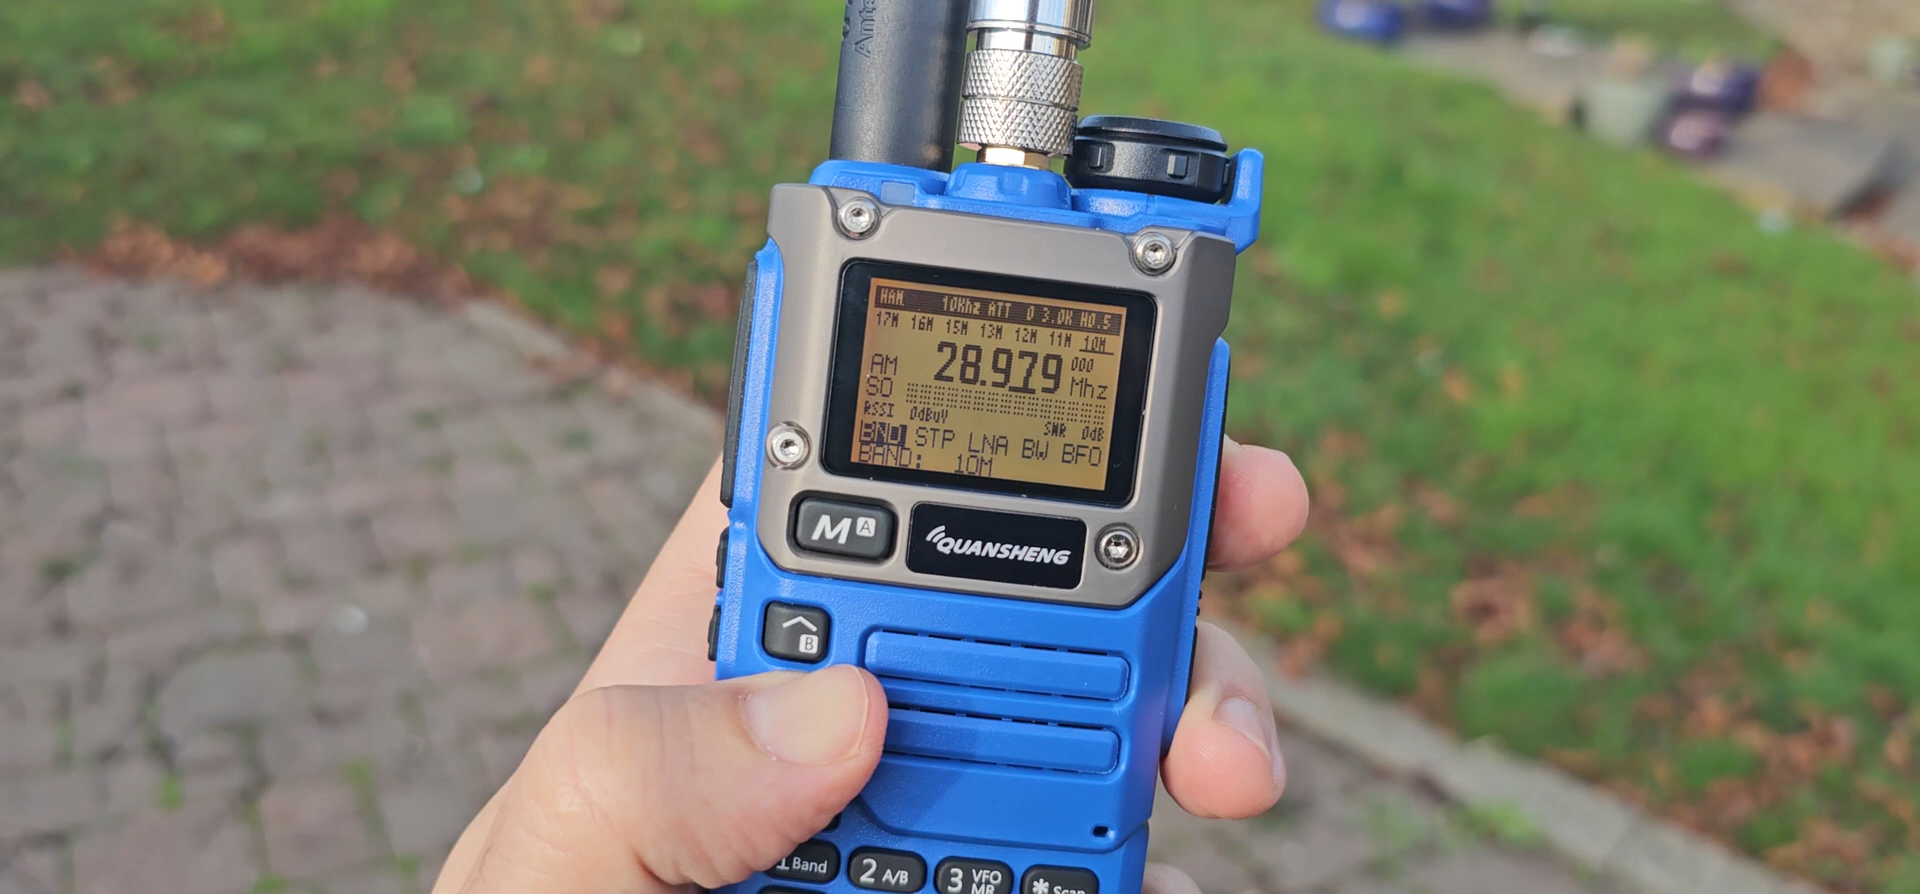 Ante
HAM 10Khz ATT 0 3.0K H0.5
17M 16M 15M 13M 12M 11M 10M
AM 28.979 000
SO Mhz
RSSI 0dBuV
SNR 0dB
BND STP LNA BW BFO
BAND: 10M
M A
QUANSHENG
B
1 Band 2 A/B 3 VFO MR * Scan